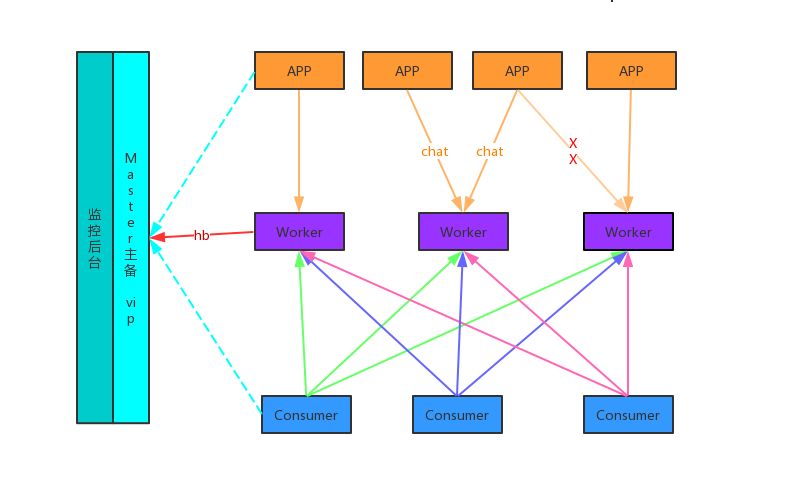 APP
APP
APP
APP
chat
chat
X
X
监控后台
Master主备 vip
hb
Worker
Worker
Worker
Consumer
Consumer
Consumer